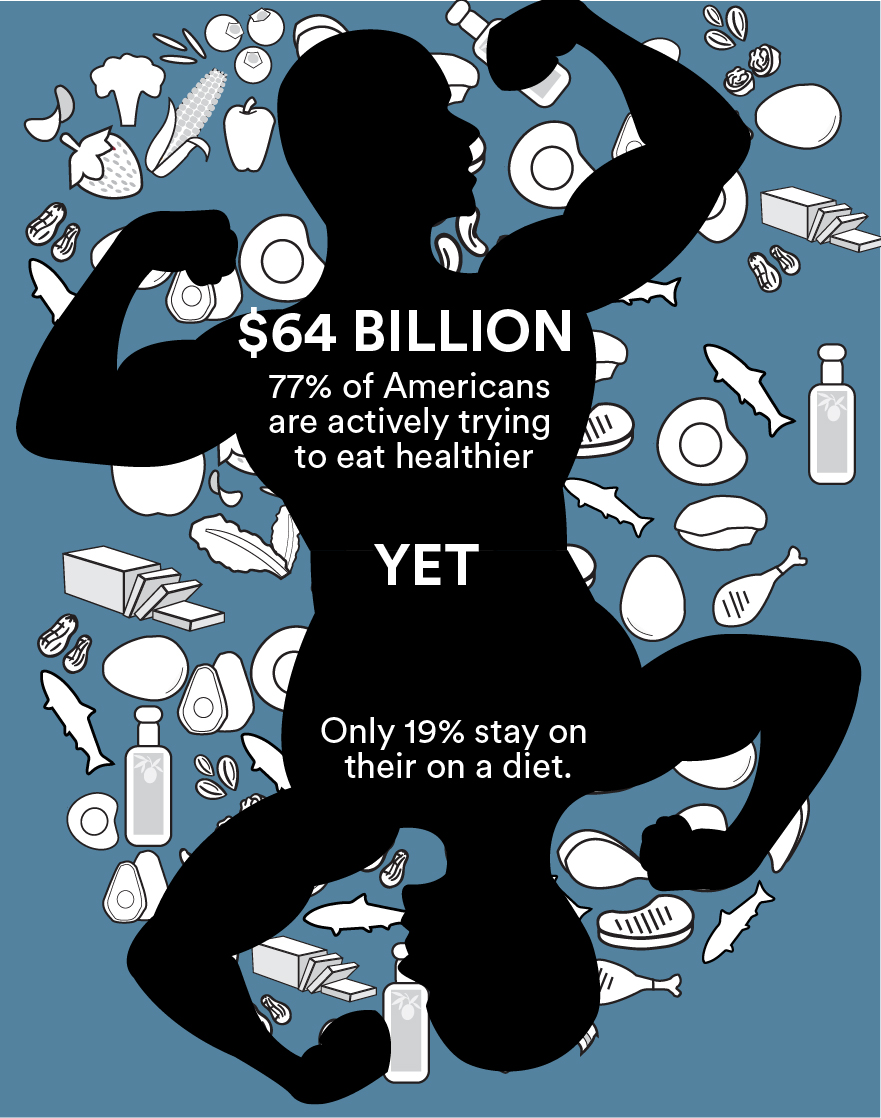 $64 BILLION
77% of Americans
are actively trying
to eat healthier
YET
Only 19% stay on
their on a diet.